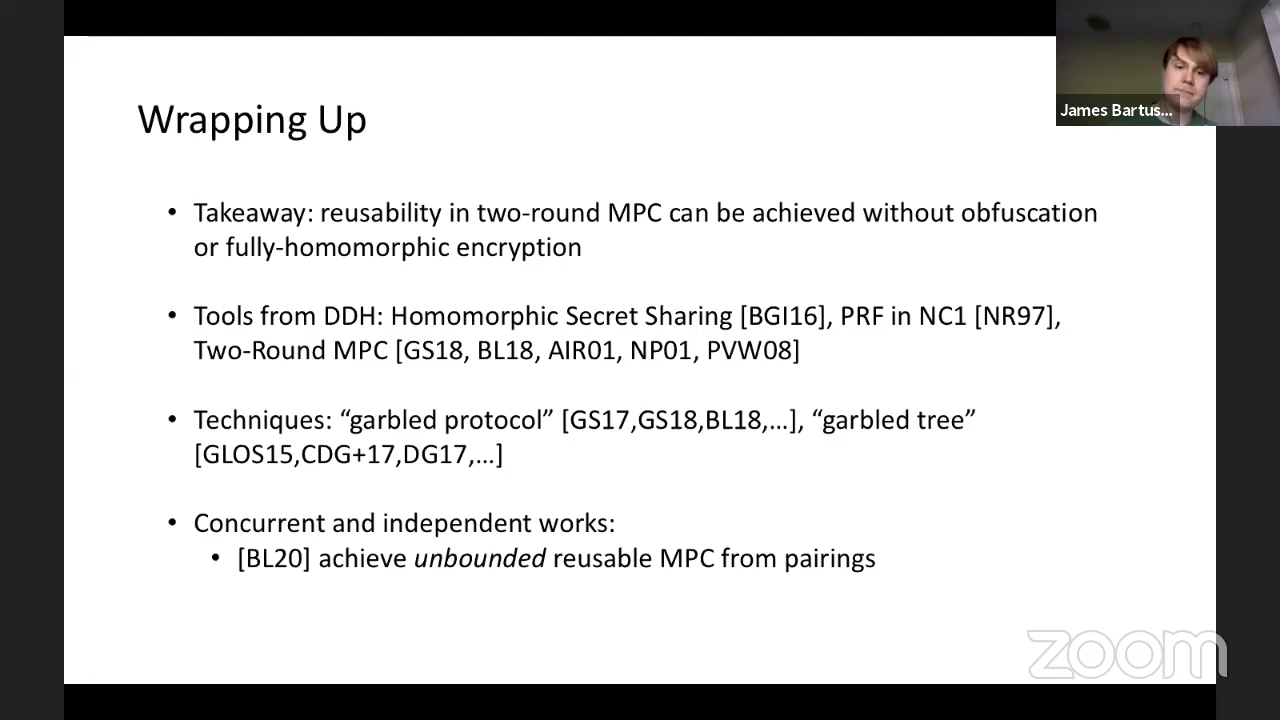 James Bartus...
Wrapping Up
• Takeaway: reusability in two-round MPC can be achieved without obfuscation
or fully-homomorphic encryption
• Tools from DDH: Homomorphic Secret Sharing [BGI16], PRF in NC1 [NR97],
Two-Round MPC [GS18, BL18, AIR01, NP01, PVW08]
• Techniques: “garbled protocol” [GS17,GS18,BL18,...], “garbled tree”
[GLOS15,CDG+17,DG17,...]
• Concurrent and independent works:
• [BL20] achieve unbounded reusable MPC from pairings
zoom